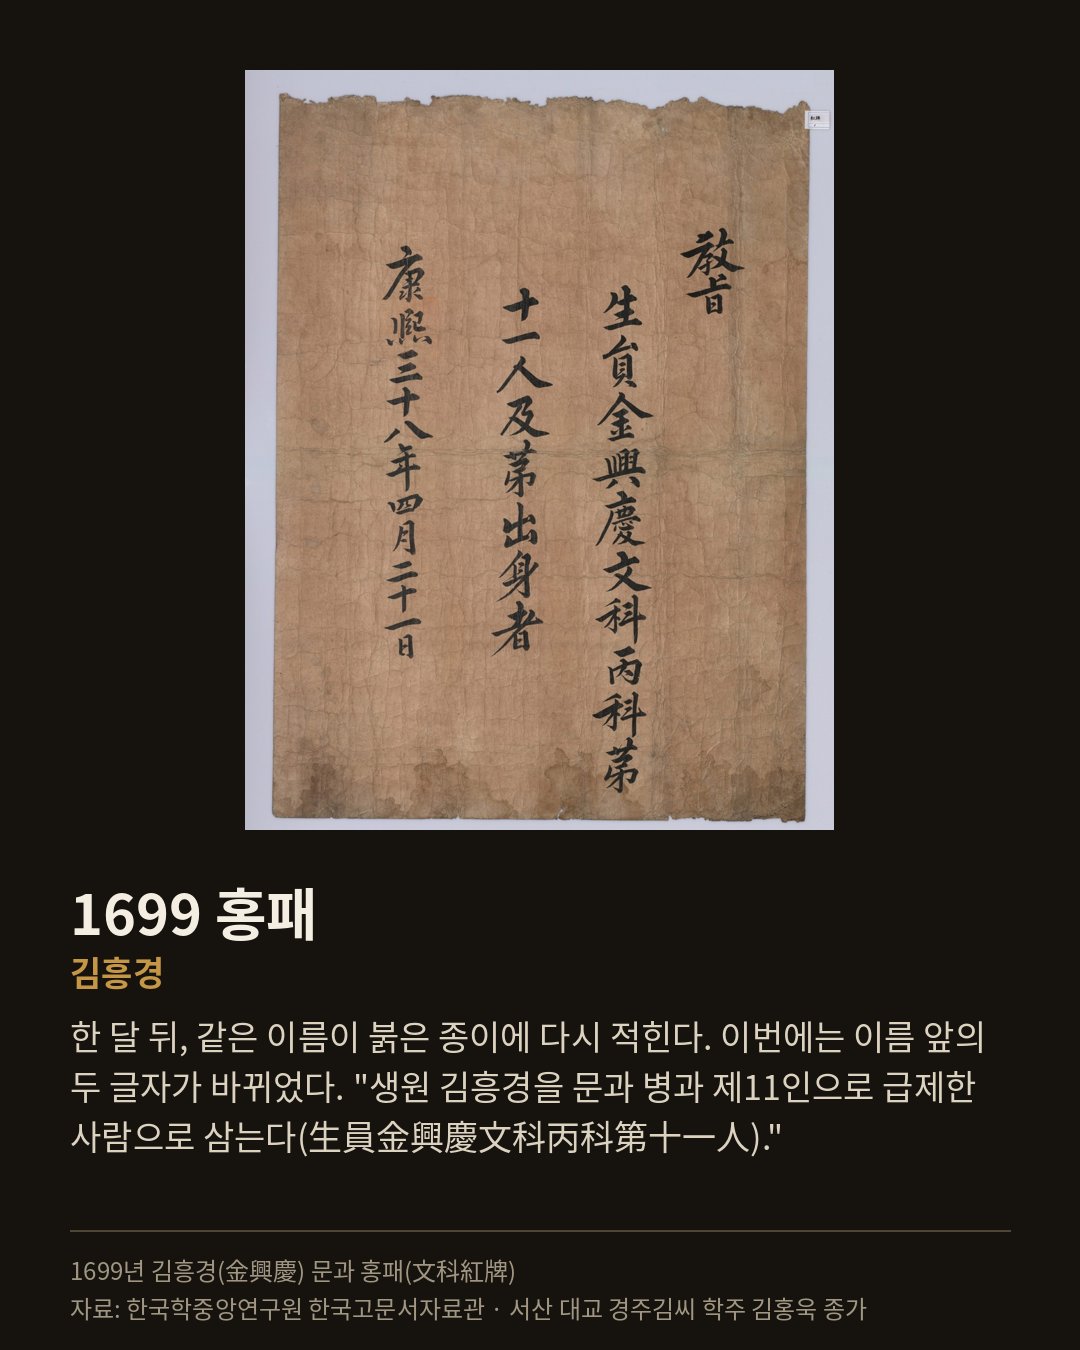 教旨
生貟金興慶文科丙科苐
十一人及苐出身者
康熙三十八年四月二十一日
1699 홍패
김흥경
한 달 뒤, 같은 이름이 붉은 종이에 다시 적힌다. 이번에는 이름 앞의
두 글자가 바뀌었다. "생원 김흥경을 문과 병과 제11인으로 급제한
사람으로 삼는다(生員金興慶文科丙科第十一人)."
1699년 김흥경(金興慶) 문과 홍패(文科紅牌)
자료: 한국학중앙연구원 한국고문서자료관 · 서산 대교 경주김씨 학주 김홍욱 종가